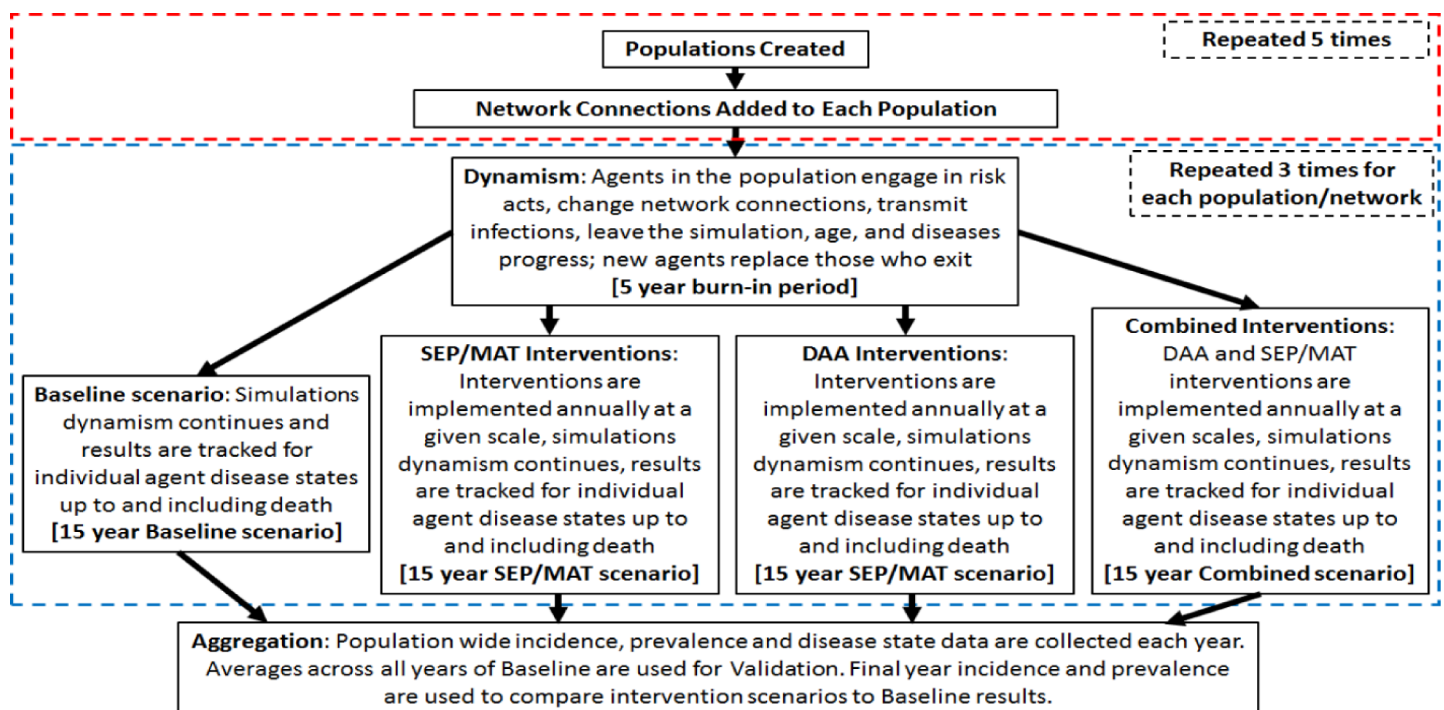 Populations Created
Repeated 5 times
Network Connections Added to Each Population
Dynamism: Agents in the population engage in risk
acts, change network connections, transmit
infections, leave the simulation, age, and diseases
progress; new agents replace those who exit
[5 year burn-in period]
Repeated 3 times for
each population/network
Baseline scenario: Simulations
dynamism continues and
results are tracked for
individual agent disease states
up to and including death
[15 year Baseline scenario]
SEP/MAT Interventions:
Interventions are
implemented annually at a
given scale, simulations
dynamism continues, results
are tracked for individual
agent disease states up to
and including death
[15 year SEP/MAT scenario]
DAA Interventions:
Interventions are
implemented annually at a
given scale, simulations
dynamism continues, results
are tracked for individual
agent disease states up to
and including death
[15 year SEP/MAT scenario]
Combined Interventions:
DAA and SEP/MAT
interventions are
implemented annually at a
given scales, simulations
dynamism continues, results
are tracked for individual
agent disease states up to
and including death
[15 year Combined scenario]
Aggregation: Population wide incidence, prevalence and disease state data are collected each year.
Averages across all years of Baseline are used for Validation. Final year incidence and prevalence
are used to compare intervention scenarios to Baseline results.